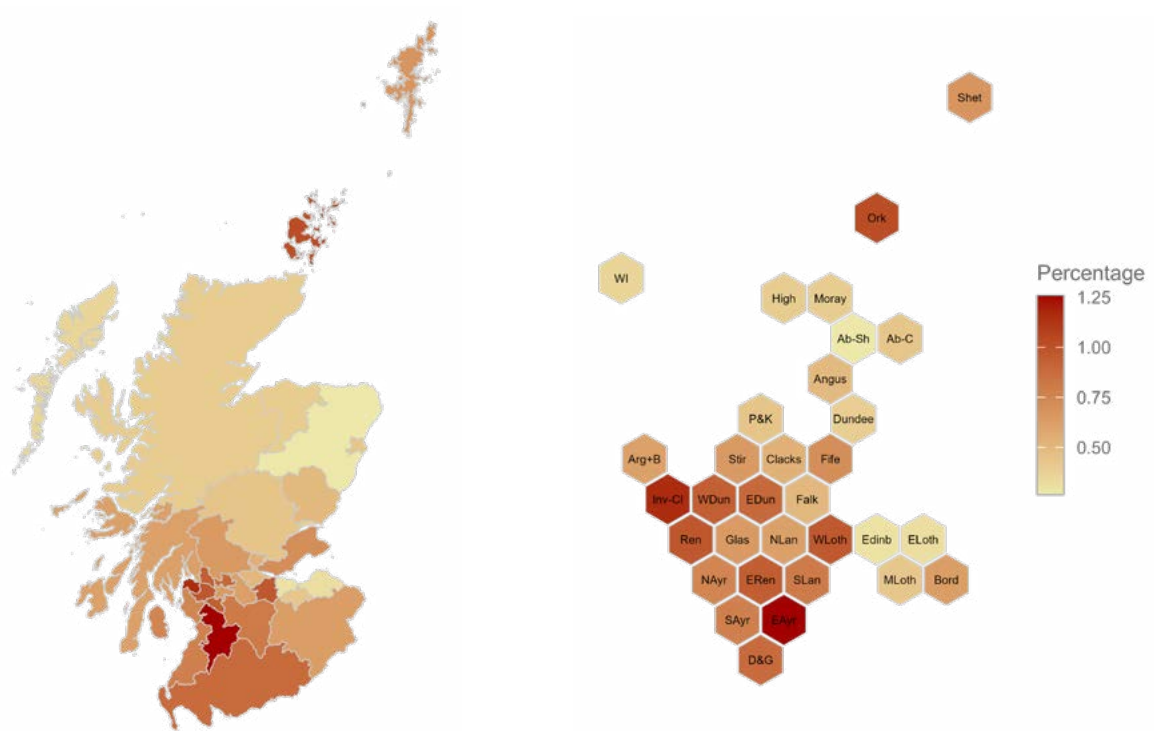 Shet
Ork
WI
Percentage
High Moray
1.25
Ab-Sh Ab-C
1.00
Angus
0.75
P&K Dundee
0.50
Arg+B Stir Clacks Fife
Inv-Cl WDun EDun Falk
Ren Glas NLan WLoth Edinb ELoth
NAyr ERen SLan MLoth Bord
SAyr EAyr
D&G